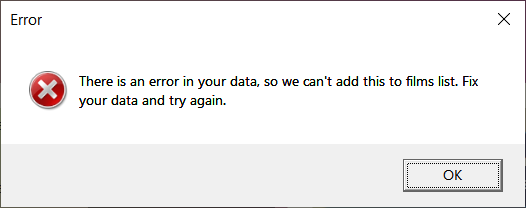 Error
There is an error in your data, so we can't add this to films list. Fix
your data and try again.
OK